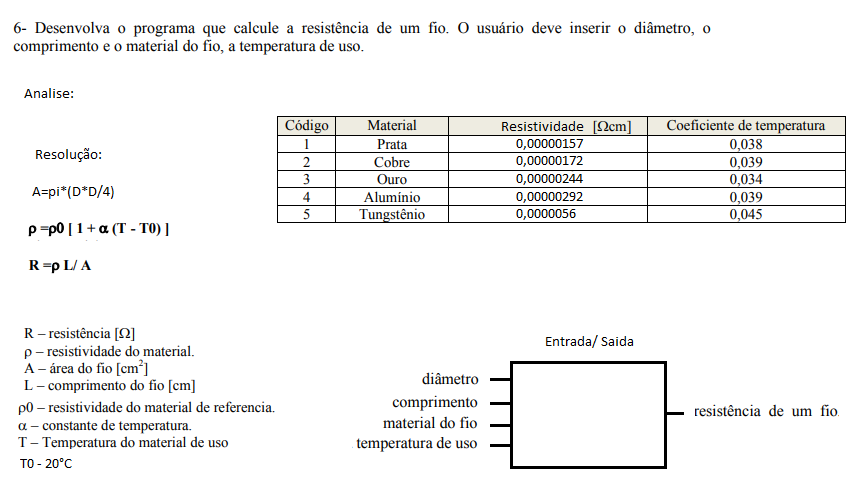 6- Desenvolva o programa que calcule a resistência de um fio. O usuário deve inserir o diâmetro, o
comprimento e o material do fio, a temperatura de uso.
Analise:
Resolução:
A=pi*(D*D/4)
ρ =ρ0 [ 1 + α (T - T0) ]
R =ρ L/ A
Código Material Resistividade [Ωcm] Coeficiente de temperatura
1 Prata 0,00000157 0,038
2 Cobre 0,00000172 0,039
3 Ouro 0,00000244 0,034
4 Alumínio 0,00000292 0,039
5 Tungstênio 0,0000056 0,045
R – resistência [Ω]
ρ – resistividade do material.
A – área do fio [cm²]
L – comprimento do fio [cm]
ρ0 – resistividade do material de referencia.
α – constante de temperatura.
T – Temperatura do material de uso
T0 - 20°C
Entrada/ Saida
diâmetro
comprimento
material do fio
temperatura de uso
resistência de um fio